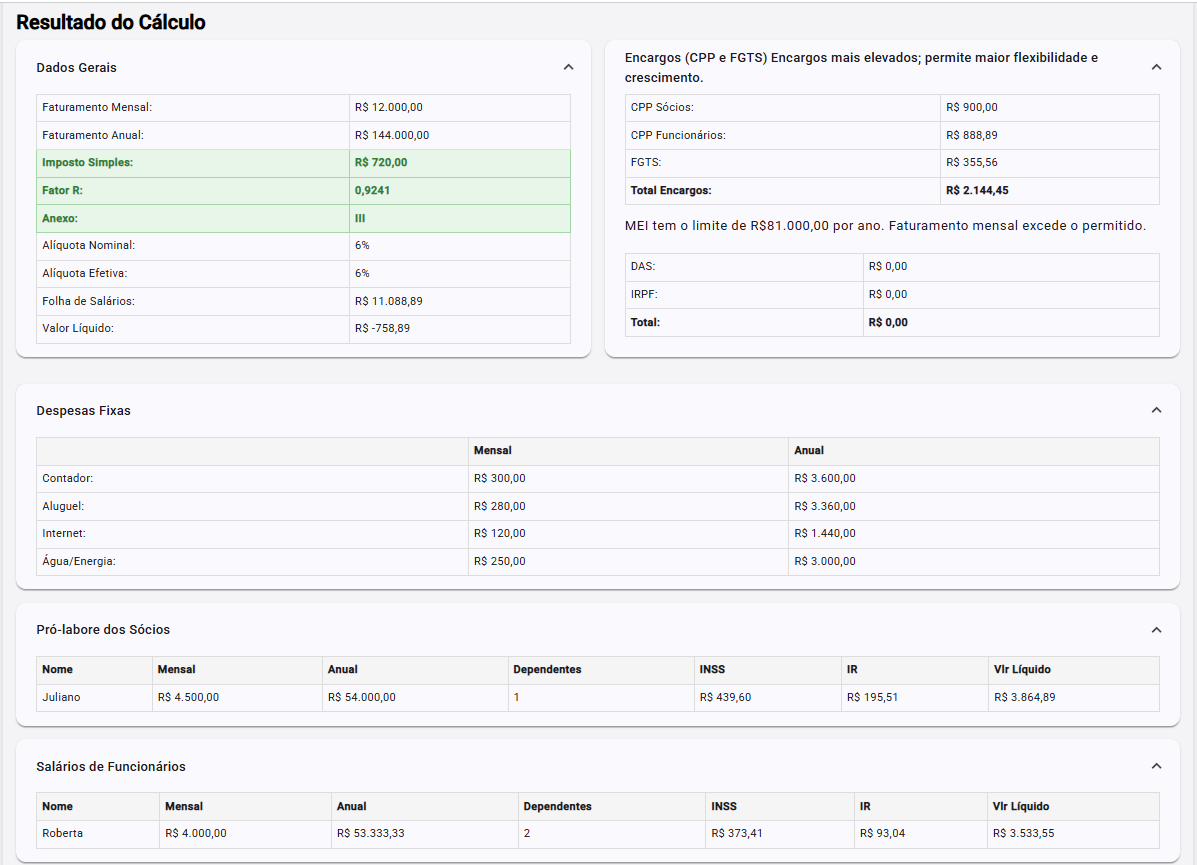 Resultado do Cálculo
Dados Gerais
Faturamento Mensal: R$ 12.000,00
Faturamento Anual: R$ 144.000,00
Imposto Simples: R$ 720,00
Fator R: 0,9241
Anexo: III
Alíquota Nominal: 6%
Alíquota Efetiva: 6%
Folha de Salários: R$ 11.088,89
Valor Líquido: R$ -758,89
Encargos (CPP e FGTS) Encargos mais elevados; permite maior flexibilidade e
crescimento.
CPP Sócios: R$ 900,00
CPP Funcionários: R$ 888,89
FGTS: R$ 355,56
Total Encargos: R$ 2.144,45
MEI tem o limite de R$81.000,00 por ano. Faturamento mensal excede o permitido.
DAS: R$ 0,00
IRPF: R$ 0,00
Total: R$ 0,00
Despesas Fixas
Mensal Anual
Contador: R$ 300,00 R$ 3.600,00
Aluguel: R$ 280,00 R$ 3.360,00
Internet: R$ 120,00 R$ 1.440,00
Água/Energia: R$ 250,00 R$ 3.000,00
Pró-labore dos Sócios
Nome Mensal Anual Dependentes INSS IR Vlr Líquido
Juliano R$ 4.500,00 R$ 54.000,00 1 R$ 439,60 R$ 195,51 R$ 3.864,89
Salários de Funcionários
Nome Mensal Anual Dependentes INSS IR Vlr Líquido
Roberta R$ 4.000,00 R$ 53.333,33 2 R$ 373,41 R$ 93,04 R$ 3.533,55